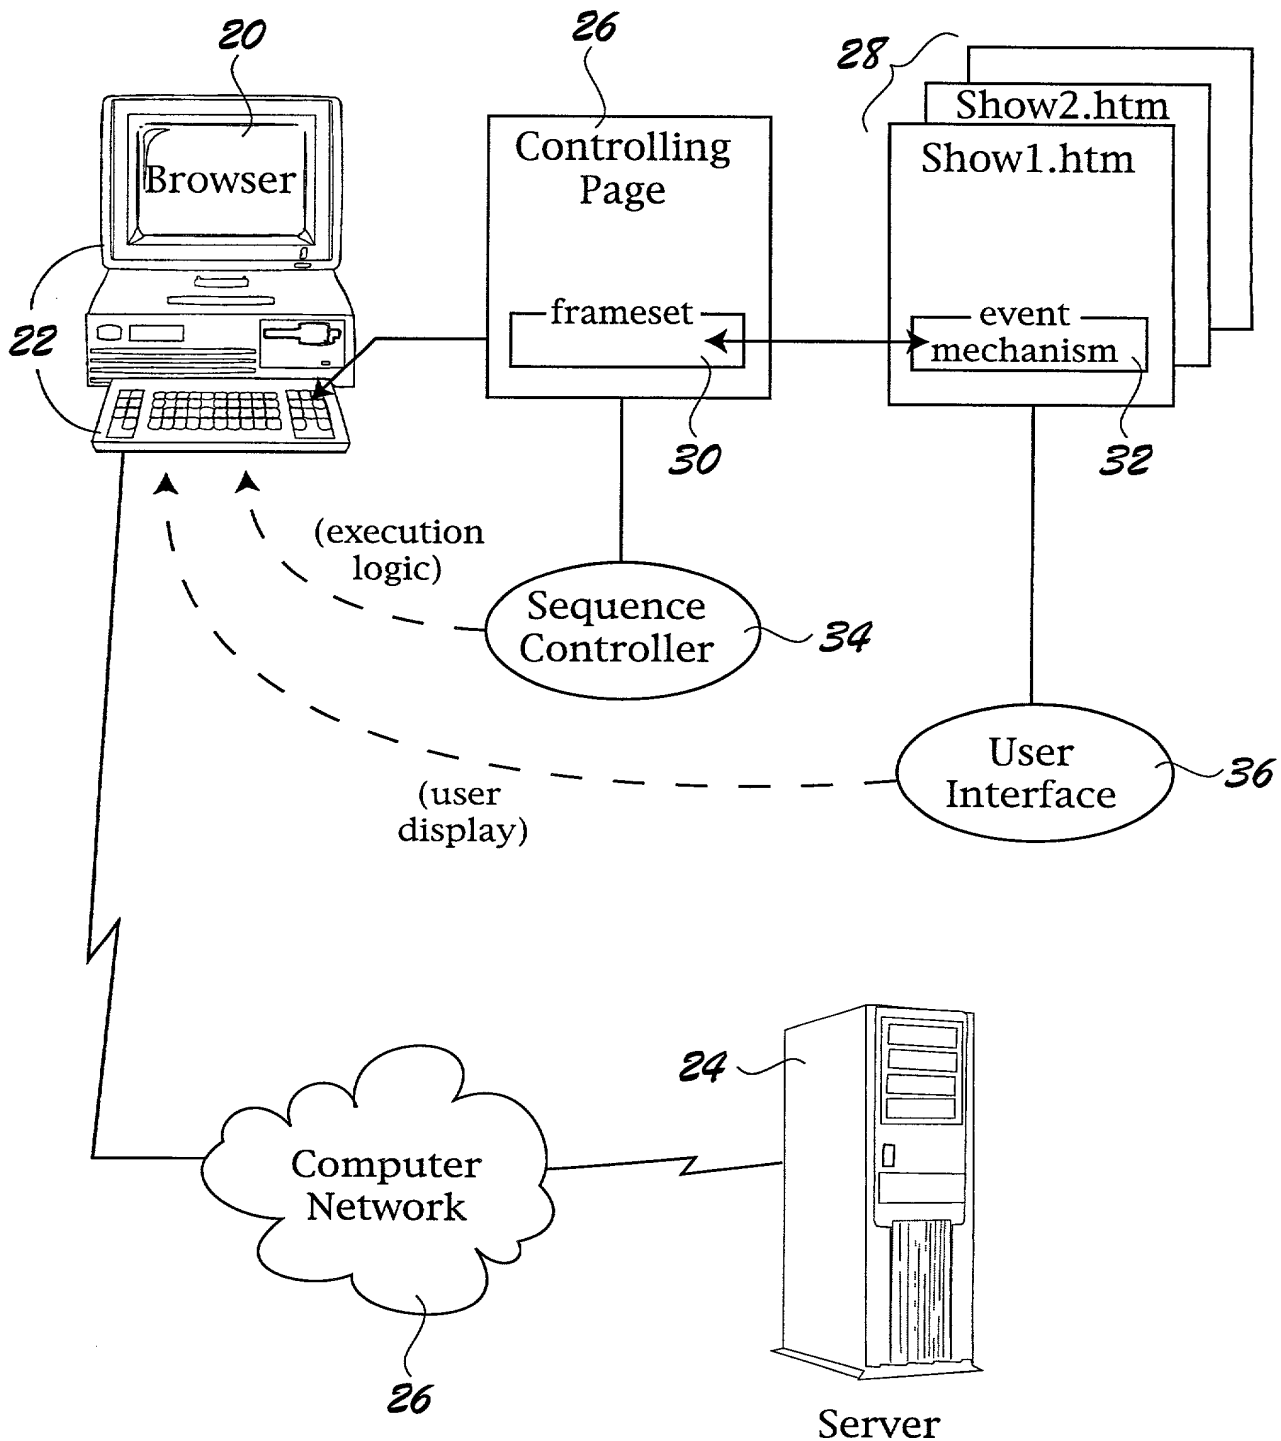 20
26
28
Show2.htm
Show1.htm
Controlling
Page
Browser
22
frameset
event
mechanism
30
32
(execution
logic)
Sequence
Controller
34
User
Interface
36
(user
display)
24
Computer
Network
26
Server